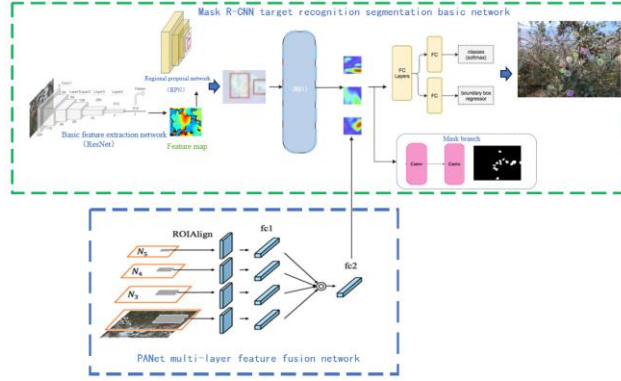 Mask R-CNN target recognition segmentation basic network
Regional proposal network
(RPN)
Basic feature extraction network
(ResNet)
Feature map
FC
Layers
FC
FC
classes
(softmax)
boundary box
regressor
Mask branch
Conv
Conv
ROIAlign
fc1
fc2
N5
N4
N3
PANet multi-layer feature fusion network